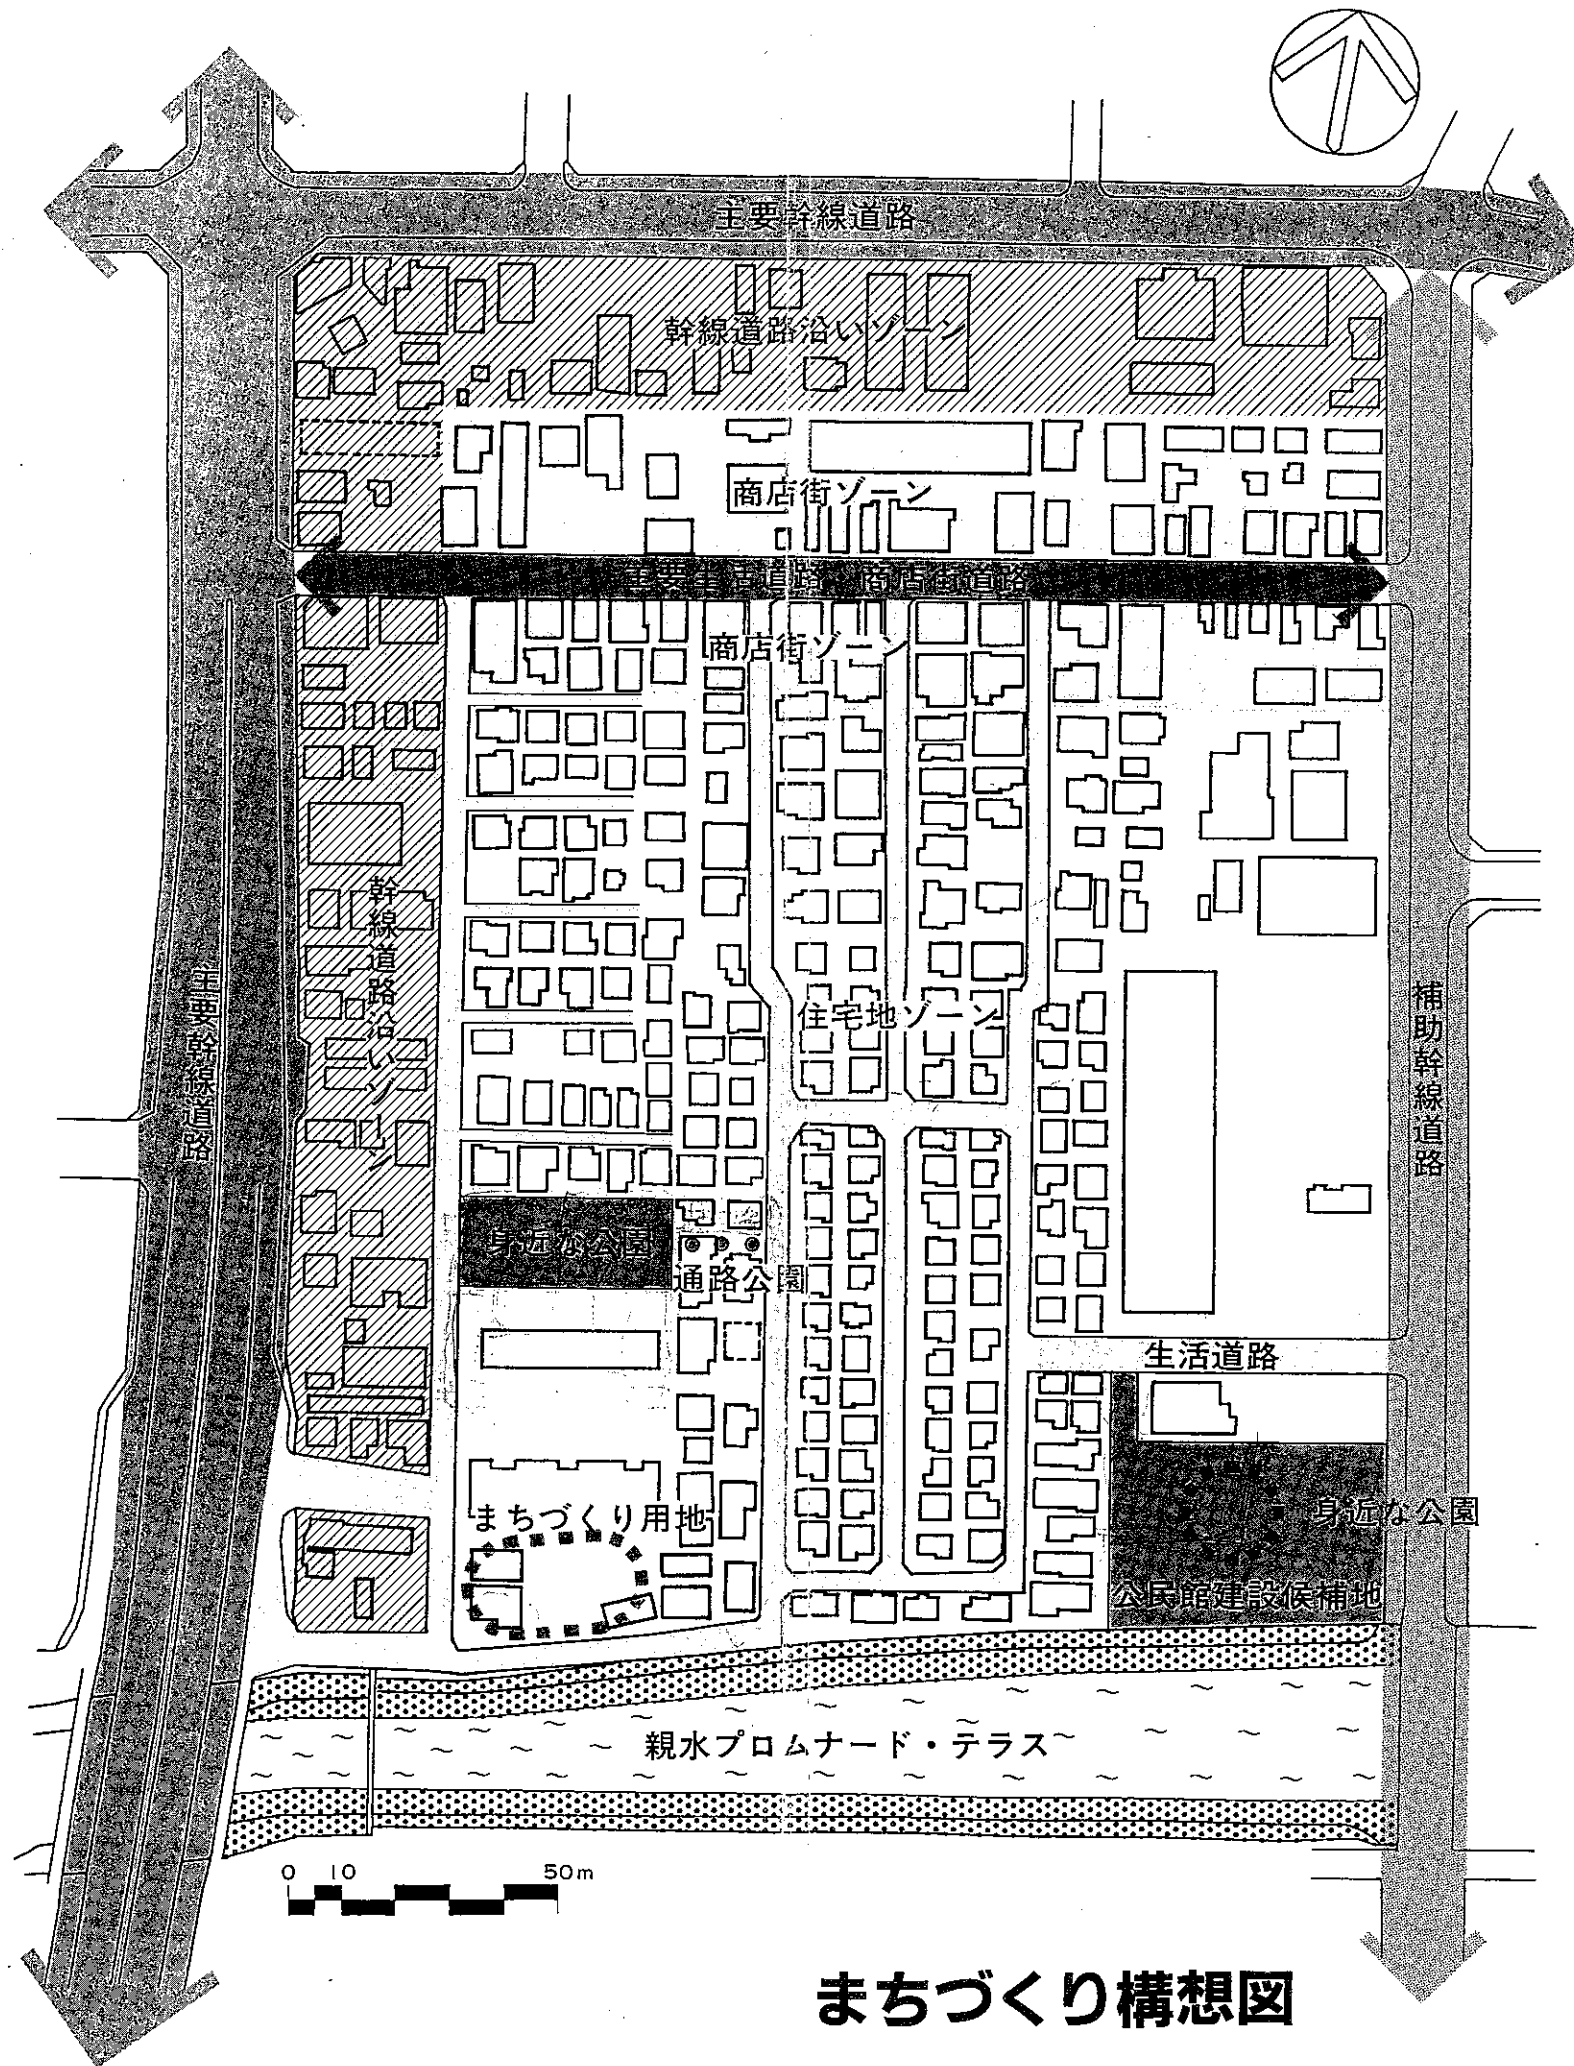 主要幹線道路
幹線道路沿いゾーン
商店街ゾーン
主要生活道路・商店街道路
商店街ゾーン
幹線道路沿いゾーン
主要幹線道路
住宅地ゾーン
補助幹線道路
身近な公園
通路公園
生活道路
まちづくり用地
身近な公園
公民館建設候補地
親水プロムナード・テラス
0 10 50m
まちづくり構想図